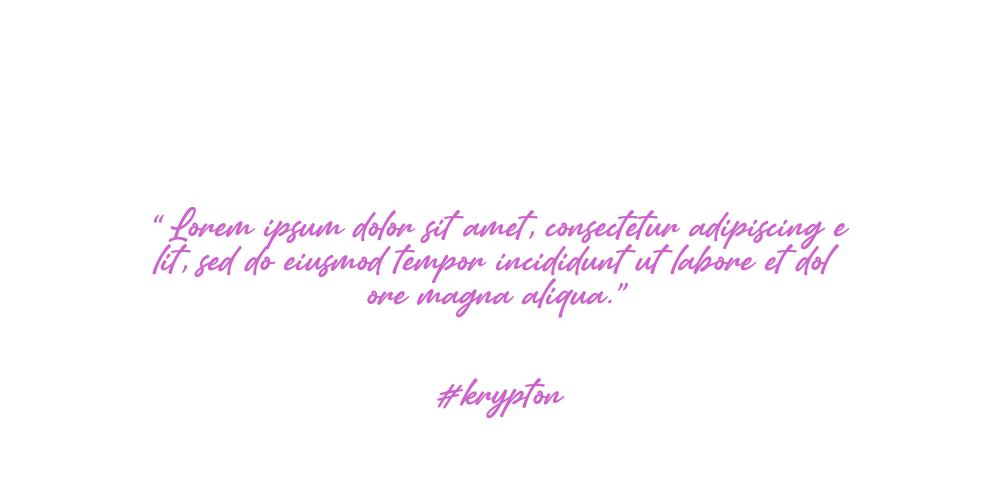 “Lorem ipsum dolor sit amet, consectetur adipiscing e
lit, sed do eiusmod tempor incididunt ut labore et dol
ore magna aliqua.”
#krypton